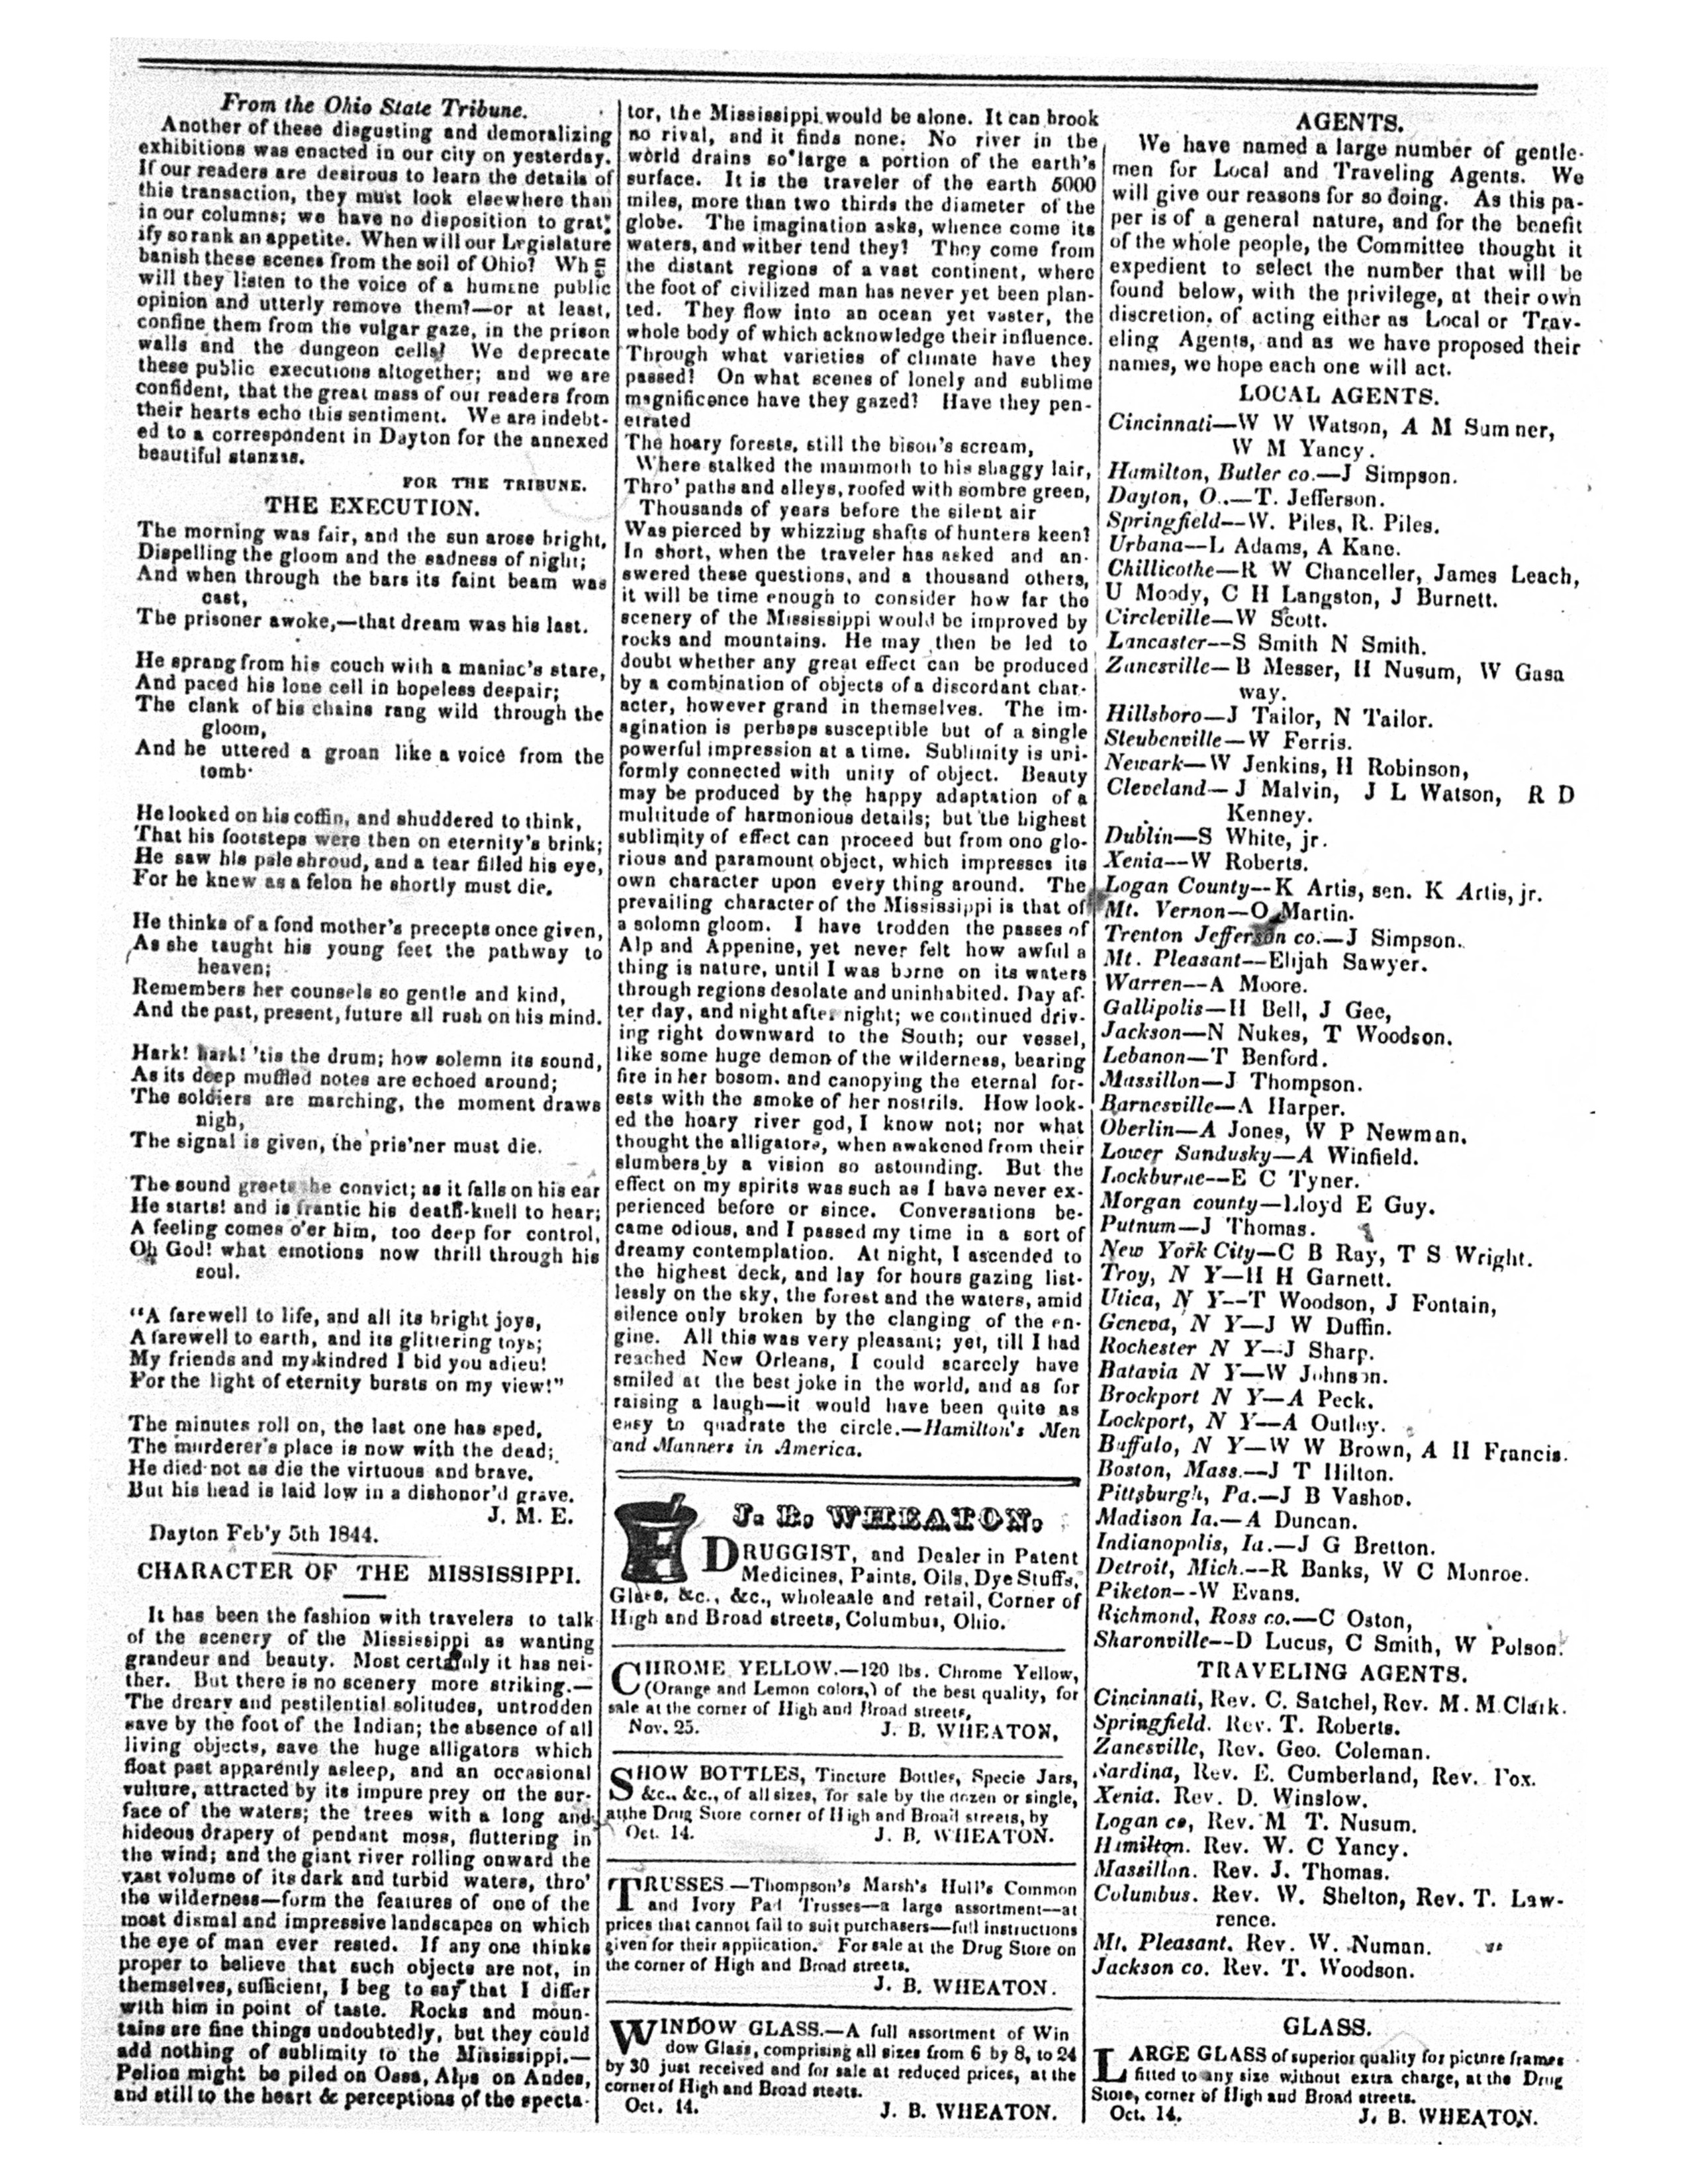 From the Ohio State Tribune.
Another of these disgusting and demoralizing
exhibitions was enacted in our city on yesterday.
If our readers are desirous to learn the details of
this transaction, they must look elsewhere than
in our columns; we have no disposition to grat;
ify so rank an appetite. When will our Legislature
banish these scenes from the soil of Ohio? When
will they listen to the voice of a humane public
opinion and utterly remove them?—or at least,
confine them from the vulgar gaze, in the prison
walls and the dungeon cells? We deprecate
these public executions altogether; and we are
confident, that the great mass of our readers from
their hearts echo this sentiment. We are indebt-
ed to a correspondent in Dayton for the annexed
beautiful stanzas.
FOR THE TRIBUNE.
THE EXECUTION.
The morning was fair, and the sun arose bright,
Dispelling the gloom and the sadness of night;
And when through the bars its faint beam was
cast,
The prisoner awoke,—that dream was his last.
He sprang from his couch with a maniac's stare,
And paced his lone cell in hopeless despair;
The clank of his chains rang wild through the
gloom,
And he uttered a groan like a voice from the
tomb.
He looked on his coffin, and shuddered to think,
That his footsteps were then on eternity's brink;
He saw his pale shroud, and a tear filled his eye,
For he knew as a felon he shortly must die.
He thinks of a fond mother's precepts once given,
As she taught his young feet the pathway to
heaven;
Remembers her counsels so gentle and kind,
And the past, present, future all rush on his mind.
Hark! hark! 'tis the drum; how solemn its sound,
As its deep muffled notes are echoed around;
The soldiers are marching, the moment draws
nigh,
The signal is given, the pris'ner must die.
The sound greets the convict; as it falls on his ear
He starts! and is frantic his death-knell to hear;
A feeling comes o'er him, too deep for control,
Oh God! what emotions now thrill through his
soul.
"A farewell to life, and all its bright joys,
A farewell to earth, and its glittering toys;
My friends and my kindred I bid you adieu!
For the light of eternity bursts on my view!"
The minutes roll on, the last one has sped,
The murderer's place is now with the dead;
He died not as die the virtuous and brave,
But his head is laid low in a dishonor'd grave.
J. M. E.
Dayton Feb'y 5th 1844.
CHARACTER OF THE MISSISSIPPI.
It has been the fashion with travelers to talk
of the scenery of the Mississippi as wanting
grandeur and beauty. Most certainly it has nei-
ther. But there is no scenery more striking.—
The dreary and pestilential solitudes, untrodden
save by the foot of the Indian; the absence of all
living objects, save the huge alligators which
float past apparently asleep, and an occasional
vulture, attracted by its impure prey on the sur-
face of the waters; the trees with a long and
hideous drapery of pendant moss, fluttering in
the wind; and the giant river rolling onward the
vast volume of its dark and turbid waters, thro'
the wilderness—form the features of one of the
most dismal and impressive landscapes on which
the eye of man ever rested. If any one thinks
proper to believe that such objects are not, in
themselves, sufficient, I beg to say that I differ
with him in point of taste. Rocks and moun-
tains are fine things undoubtedly, but they could
add nothing of sublimity to the Mississippi.—
Pelion might be piled on Ossa, Alps on Andes,
and still to the heart & perceptions of the specta-
tor, the Mississippi would be alone. It can brook
no rival, and it finds none. No river in the
world drains so large a portion of the earth's
surface. It is the traveler of the earth 5000
miles, more than two thirds the diameter of the
globe. The imagination asks, whence come its
waters, and wither tend they? They come from
the distant regions of a vast continent, where
the foot of civilized man has never yet been plan-
ted. They flow into an ocean yet vaster, the
whole body of which acknowledge their influence.
Through what varieties of climate have they
passed? On what scenes of lonely and sublime
magnificence have they gazed? Have they pen-
etrated
The hoary forests, still the bison's scream,
Where stalked the mammoth to his shaggy lair,
Thro' paths and alleys, roofed with sombre green,
Thousands of years before the silent air
Was pierced by whizzing shafts of hunters keen?
In short, when the traveler has asked and an-
swered these questions, and a thousand others,
it will be time enough to consider how far the
scenery of the Mississippi would be improved by
rocks and mountains. He may then be led to
doubt whether any great effect can be produced
by a combination of objects of a discordant char-
acter, however grand in themselves. The im-
agination is perhaps susceptible but of a single
powerful impression at a time. Sublimity is uni-
formly connected with unity of object. Beauty
may be produced by the happy adaptation of a
multitude of harmonious details; but the highest
sublimity of effect can proceed but from one glo-
rious and paramount object, which impresses its
own character upon every thing around. The
prevailing character of the Mississippi is that of
a solomn gloom. I have trodden the passes of
Alp and Appenine, yet never felt how awful a
thing is nature, until I was borne on its waters
through regions desolate and uninhabited. Day af-
ter day, and night after night; we continued driv-
ing right downward to the South; our vessel,
like some huge demon of the wilderness, bearing
fire in her bosom. and canopying the eternal for-
ests with the smoke of her nostrils. How look-
ed the hoary river god, I know not; nor what
thought the alligators, when awakened from their
slumbers by a vision so astounding. But the
effect on my spirits was such as I have never ex-
perienced before or since. Conversations be-
came odious, and I passed my time in a sort of
dreamy contemplation. At night, I ascended to
the highest deck, and lay for hours gazing list-
lessly on the sky, the forest and the waters, amid
silence only broken by the clanging of the en-
gine. All this was very pleasant; yet, till I had
reached New Orleans, I could scarcely have
smiled at the best joke in the world, and as for
raising a laugh—it would have been quite as
easy to quadrate the circle.—Hamilton's Men
and Manners in America.
J. B. WHEATON,
DRUGGIST, and Dealer in Patent
Medicines, Paints, Oils, Dye Stuffs,
Glass, &c., &c., wholeaale and retail, Corner of
High and Broad streets, Columbus, Ohio.
CHROME YELLOW.—120 lbs. Chrome Yellow,
(Orange and Lemon colors,) of the best quality, for
sale at the corner of High and Broad streets,
Nov. 25. J. B. WHEATON,
SHOW BOTTLES, Tincture Bottles, Specie Jars,
&c., &c., of all sizes, for sale by the dozen or single,
atthe Drug Store corner of High and Broad streets, by
Oct. 14. J. B. WHEATON.
TRUSSES.—Thompson's Marsh's Hull's Common
and Ivory Pad Trusses—a large assortment—at
prices that cannot fail to suit purchasers—full instructions
given for their application. For sale at the Drug Store on
the corner of High and Broad streets.
J. B. WHEATON.
WINDOW GLASS.—A full assortment of Win
dow Glass, comprising all sizes from 6 by 8, to 24
by 30 just received and for sale at reduced prices, at the
corner of High and Broad steets.
Oct. 14. J. B. WHEATON.
AGENTS.
We have named a large number of gentle-
men for Local and Traveling Agents. We
will give our reasons for so doing. As this pa-
per is of a general nature, and for the benefit
of the whole people, the Committee thought it
expedient to select the number that will be
found below, with the privilege, at their own
discretion, of acting either as Local or Trav-
eling Agents, and as we have proposed their
names, we hope each one will act.
LOCAL AGENTS.
Cincinnati—W W Watson, A M Sumner,
W M Yancy.
Hamilton, Butler co.—J Simpson.
Dayton, O..—T. Jefferson.
Springfield--W. Piles, R. Piles.
Urbana--L Adams, A Kane.
Chillicothe—R W Chanceller, James Leach,
U Moody, C H Langston, J Burnett.
Circleville—W Scott.
Lancaster--S Smith N Smith.
Zanesville—B Messer, H Nusum, W Gasa
way.
Hillsboro—J Tailor, N Tailor.
Steubenville—W Ferris.
Newark—W Jenkins, H Robinson,
Cleveland—J Malvin, J L Watson, R D
Kenney.
Dublin—S White, jr.
Xenia--W Roberts.
Logan County--K Artis, sen. K Artis, jr.
Mt. Vernon—O Martin.
Trenton Jefferson co.—J Simpson.
Mt. Pleasant--Elijah Sawyer.
Warren--A Moore.
Gallipolis—H Bell, J Gee,
Jackson—N Nukes, T Woodson.
Lebanon—T Benford.
Massillon—J Thompson.
Barnesville—A Harper.
Oberlin—A Jones, W P Newman.
Lower Sandusky—A Winfield.
Lockburne--E C Tyner.
Morgan county—Lloyd E Guy.
Putnum—J Thomas.
New York City—C B Ray, T S Wright.
Troy, N Y—H H Garnett.
Utica, N Y--T Woodson, J Fontain,
Geneva, N Y—J W Duffin.
Rochester N Y—J Sharp.
Batavia N Y—W Johnson.
Brockport N Y—A Peck.
Lockport, N Y—A Outley.
Buffalo, N Y—W W Brown, A H Francis.
Boston, Mass.—J T Hilton.
Pittsburgh, Pa.—J B Vashon.
Madison Ia.—A Duncan.
Indianapolis, Ia.—J G Bretton.
Detroit, Mich.--R Banks, W C Monroe.
Piketon--W Evans.
Richmond, Ross co.—C Oston,
Sharonville--D Lucus, C Smith, W Polson.
TRAVELING AGENTS.
Cincinnati, Rev. C. Satchel, Rev. M. M. Clark.
Springfield. Rev. T. Roberts.
Zanesville, Rev. Geo. Coleman.
Sardina, Rev. E. Cumberland, Rev. Fox.
Xenia. Rev. D. Winslow.
Logan co, Rev. M T. Nusum.
Hamilton. Rev. W. C Yancy.
Massillon. Rev. J. Thomas.
Columbus. Rev. W. Shelton, Rev. T. Law-
rence.
Mt. Pleasant. Rev. W. Numan.
Jackson co. Rev. T. Woodson.
GLASS.
LARGE GLASS of superior quality for picture frames
fitted to any size without extra charge, at the Drug
Store, corner of High and Broad streets.
Oct. 14. J. B. WHEATON.